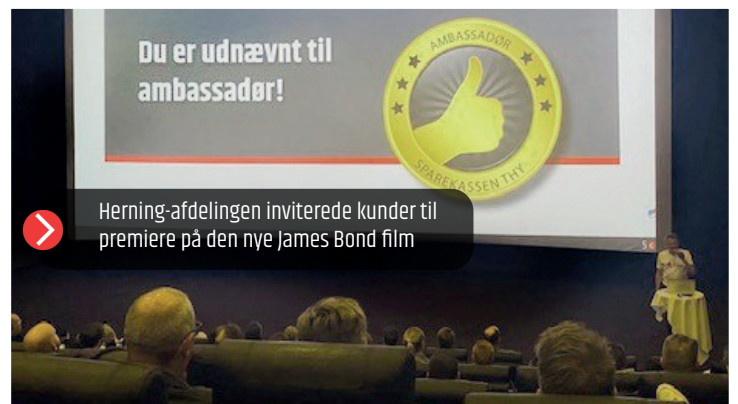 Du er udnævnt til
ambassadør!
AMBASSADØR
SPAREKASSEN THY
Herning-afdelingen inviterede kunder til
premiere på den nye James Bond film
5